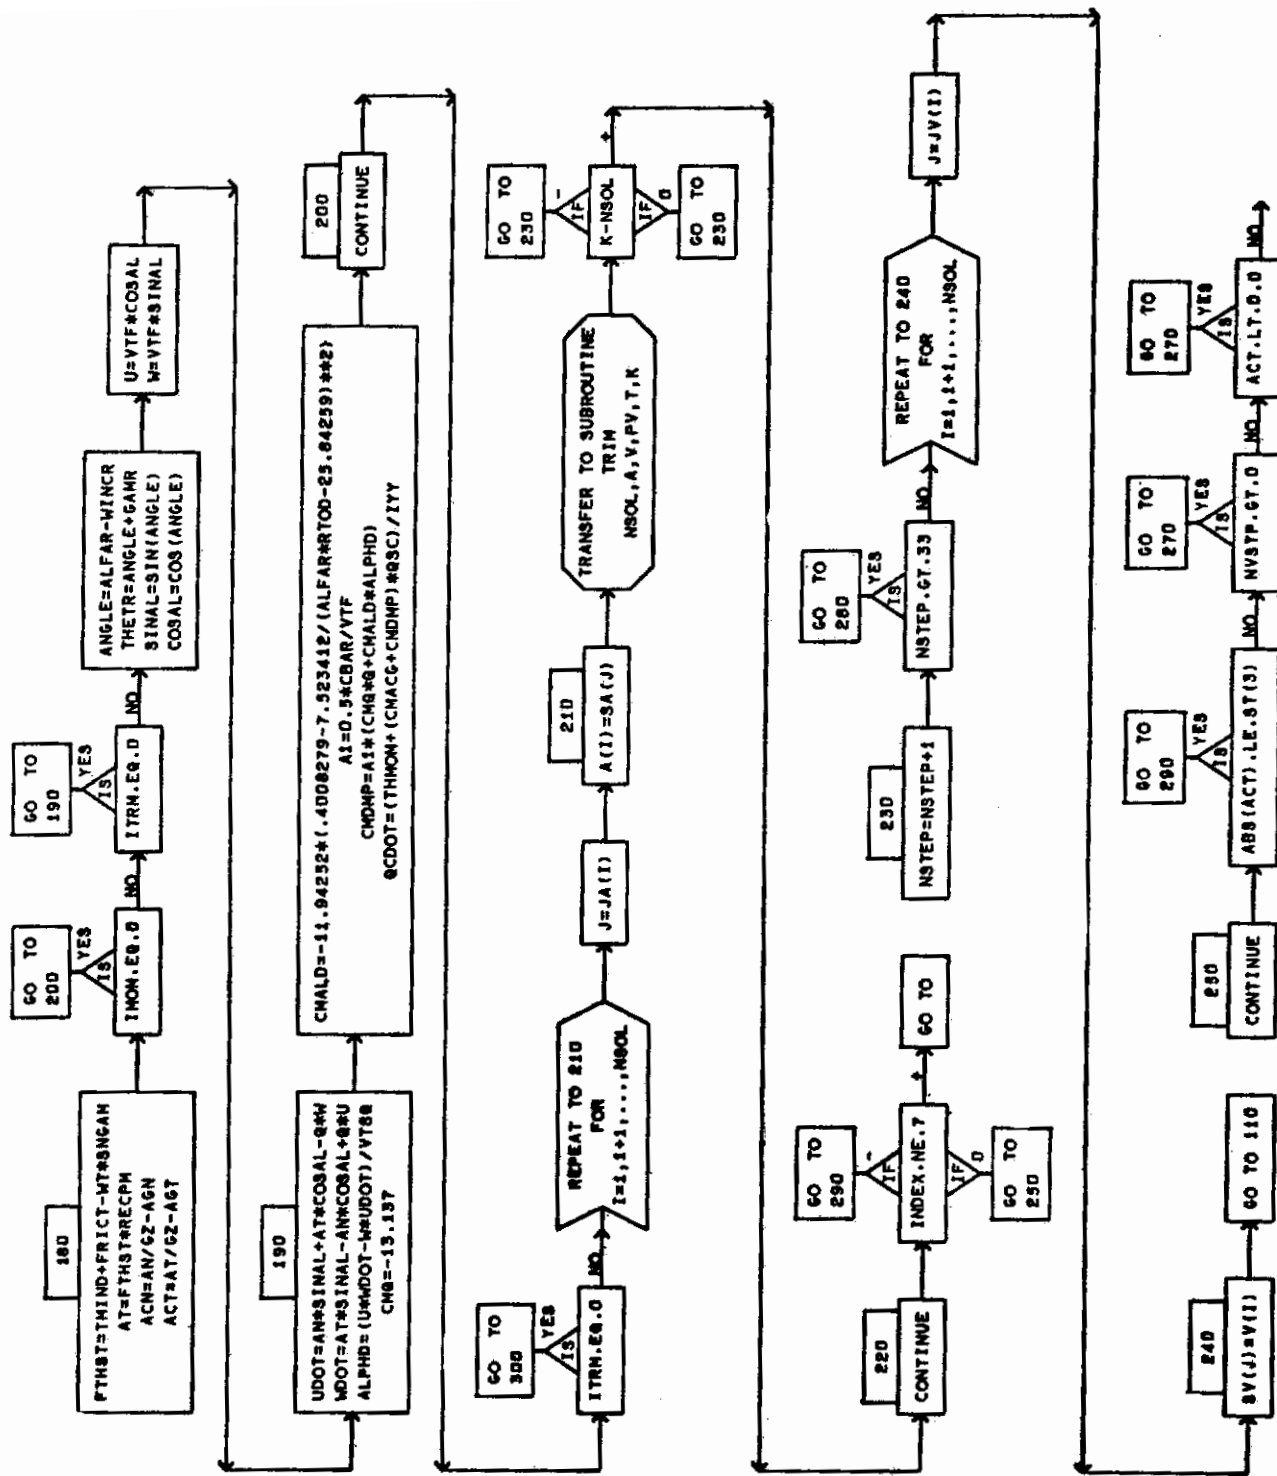 180
FTHST=TMIND+FRICT-WT*SNGAM
AT=FTHST*RECPM
ACN=AN/GZ-AGN
ACT=AT/GZ-AGT
GO TO
200
YES
IS
IMOM.EQ.0
NO
GO TO
190
YES
IS
ITRM.EQ.0
NO
ANGLE=ALFAR-WINCR
THETR=ANGLE+GAMR
SINAL=SIN(ANGLE)
COSAL=COS(ANGLE)
U=VTF*COSAL
W=VTF*SINAL
190
UDOT=AN*SINAL+AT*COSAL-Q*W
WDOT=AT*SINAL-AN*COSAL+Q*U
ALPHD=(U*WDOT-W*UDOT)/VTSQ
CMQ=-13.137
CMALD=-11.94252*(.4008279-7.523412/(ALFAR*RTOD-25.84259)**2)
A1=0.5*CBAR/VTF
CMDMP=A1*(CMQ*Q+CMALD*ALPHD)
QCDOT=(THMOM+(CMACG+CMDMP)*QSC)/IYY
200
CONTINUE
GO TO
300
YES
IS
ITRM.EQ.0
NO
REPEAT TO 210
FOR
I=1,1+1,...,NSOL
J=JA(I)
210
A(I)=SA(J)
TRANSFER TO SUBROUTINE
TRIM
NSOL,A,V,PV,T,K
GO TO
230
-
IF
K-NSOL
+
IF
0
GO TO
230
220
CONTINUE
GO TO
290
-
IF
INDEX.NE.7
+
IF
0
GO TO
250
GO TO
230
NSTEP=NSTEP+1
GO TO
280
YES
IS
NSTEP.GT.33
NO
REPEAT TO 240
FOR
I=1,1+1,...,NSOL
J=JV(I)
240
SV(J)=V(I)
GO TO 110
250
CONTINUE
GO TO
290
YES
IS
ABS(ACT).LE.ST(3)
NO
GO TO
270
YES
IS
NVSTP.GT.0
NO
GO TO
270
YES
IS
ACT.LT.0.0
NO